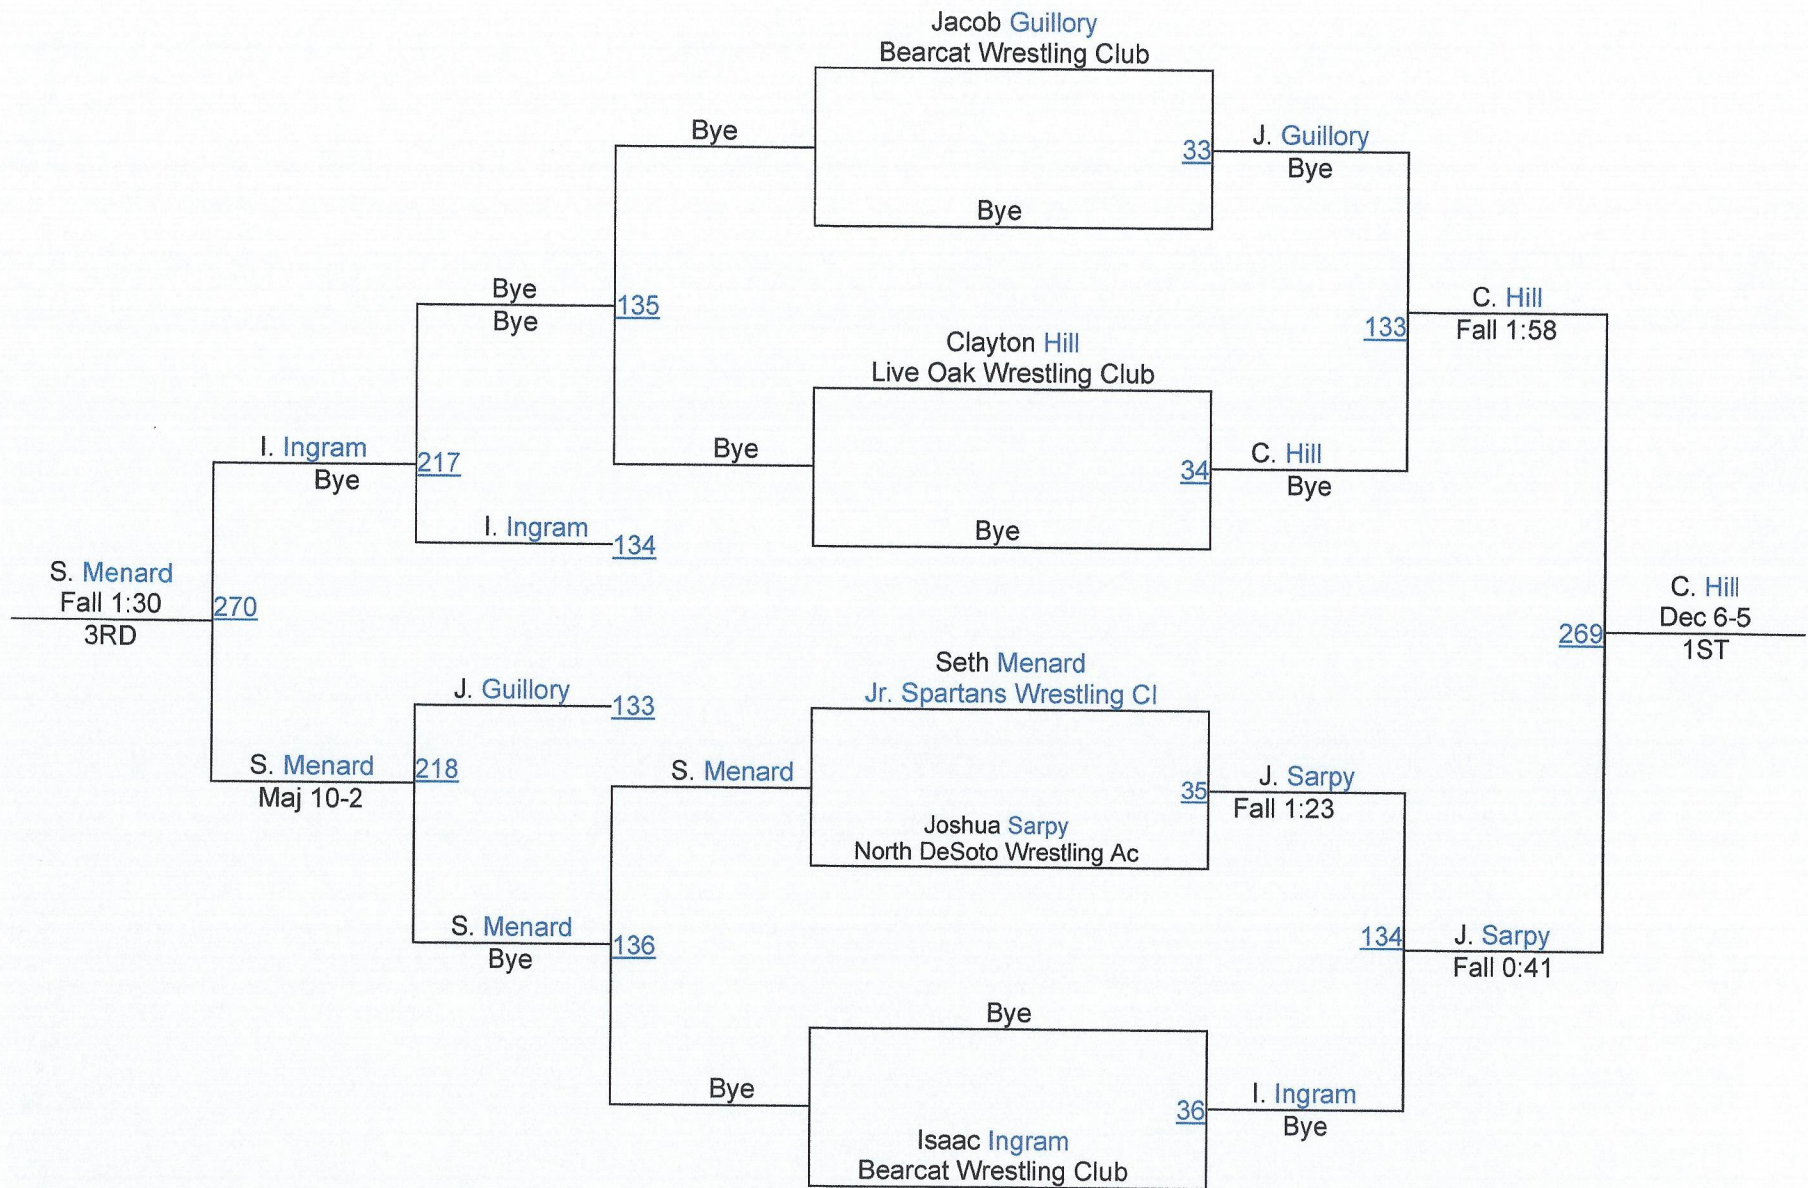 Jacob Guillory
Bearcat Wrestling Club
Bye
33
J. Guillory
Bye
Bye
Bye
Bye
135
C. Hill
Fall 1:58
133
Clayton Hill
Live Oak Wrestling Club
I. Ingram
Bye
217
Bye
34
C. Hill
Bye
Bye
I. Ingram
134
S. Menard
Fall 1:30
3RD
270
C. Hill
Dec 6-5
1ST
269
Seth Menard
Jr. Spartans Wrestling Cl
J. Guillory
133
S. Menard
Maj 10-2
218
S. Menard
35
J. Sarpy
Fall 1:23
Joshua Sarpy
North DeSoto Wrestling Ac
S. Menard
Bye
136
134
J. Sarpy
Fall 0:41
Bye
Bye
36
I. Ingram
Bye
Isaac Ingram
Bearcat Wrestling Club